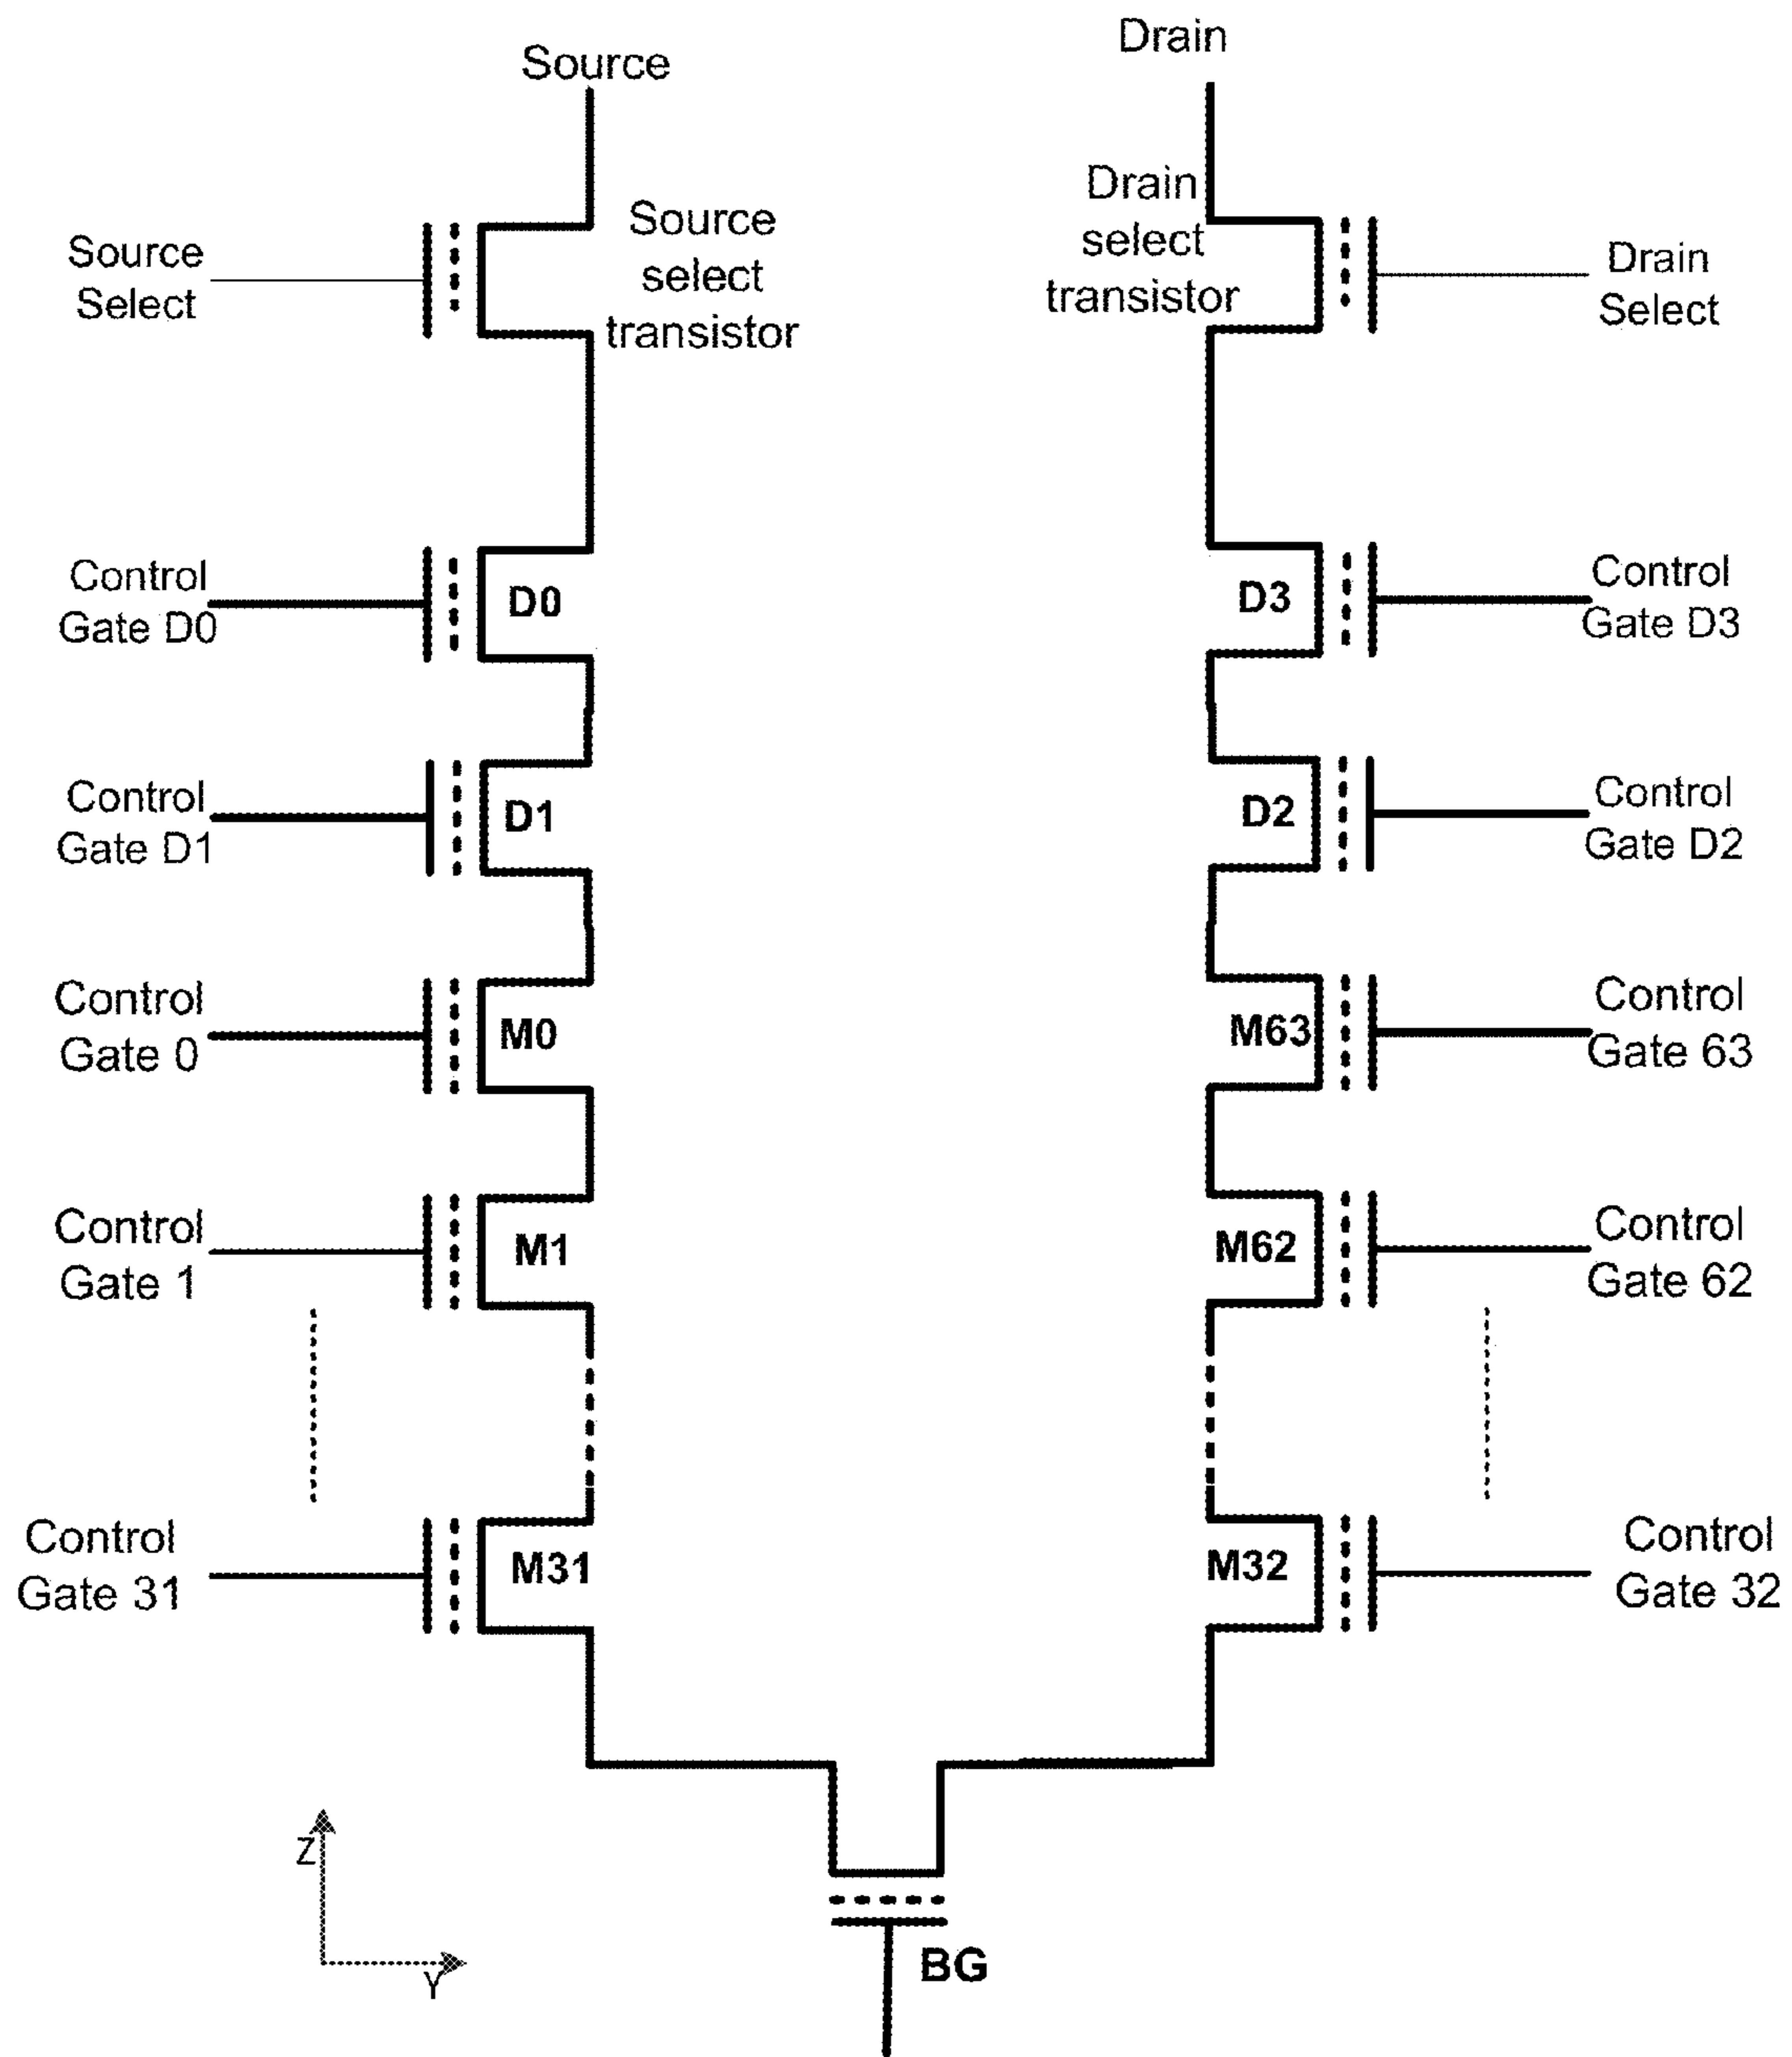 Source
Drain
Source
Select
Source
select
transistor
Drain
select
transistor
Drain
Select
Control
Gate D0
D0
D3
Control
Gate D3
Control
Gate D1
D1
D2
Control
Gate D2
Control
Gate 0
M0
M63
Control
Gate 63
Control
Gate 1
M1
M62
Control
Gate 62
Control
Gate 31
M31
M32
Control
Gate 32
Z
Y
BG